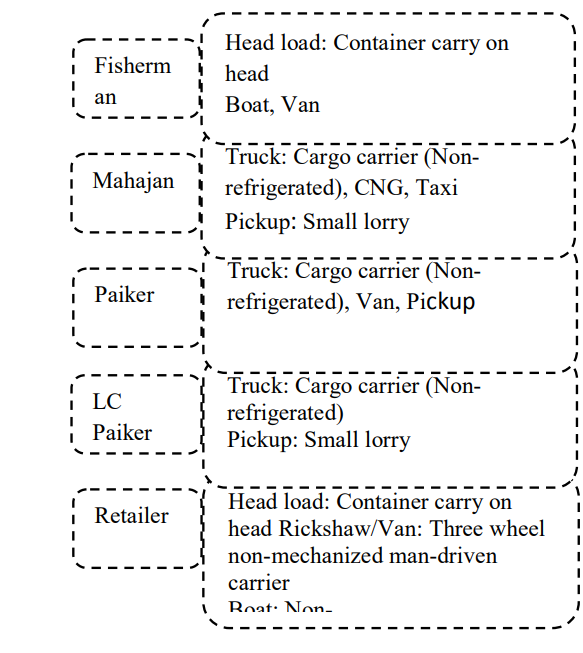 Fisherm
an
Head load: Container carry on
head
Boat, Van
Mahajan
Truck: Cargo carrier (Non-
refrigerated), CNG, Taxi
Pickup: Small lorry
Paiker
Truck: Cargo carrier (Non-
refrigerated), Van, Pickup
LC
Paiker
Truck: Cargo carrier (Non-
refrigerated)
Pickup: Small lorry
Retailer
Head load: Container carry on
head Rickshaw/Van: Three wheel
non-mechanized man-driven
carrier
Boat: Non-